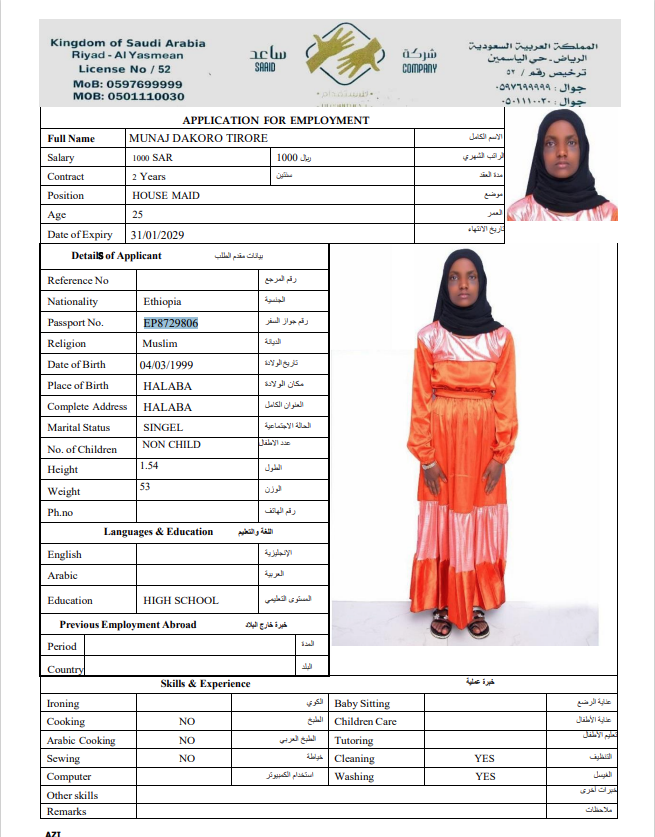 Kingdom of Saudi Arabia
Riyad - Al Yasmean
License No / 52
MoB: 0597699999
MOB: 0501110030
ساعد
SAAID
شركة
COMPANY
المملكة العربية السعودية
الرياض - حي الياسمين
ترخيص رقم / ٥٢
جوال : ٠٥٩٧٦٩٩٩٩٩
جوال : ٠٥٠١١١٠٠٣٠
APPLICATION FOR EMPLOYMENT
Full Name MUNAJ DAKORO TIRORE الاسم الكامل
Salary 1000 SAR 1000 ريال الراتب الشهري
Contract 2 Years سنتين مدة العقد
Position HOUSE MAID موضع
Age 25 العمر
Date of Expiry 31/01/2029 تاريخ الانتهاء
Details of Applicant بيانات مقدم الطلب
Reference No رقم المرجع
Nationality Ethiopia الجنسية
Passport No. EP8729806 رقم جواز السفر
Religion Muslim الديانة
Date of Birth 04/03/1999 تاريخ الولادة
Place of Birth HALABA مكان الولادة
Complete Address HALABA العنوان الكامل
Marital Status SINGEL الحالة الاجتماعية
No. of Children NON CHILD عدد الاطفال
Height 1.54 الطول
Weight 53 الوزن
Ph.no رقم الهاتف
Languages & Education اللغة والتعليم
English الإنجليزية
Arabic العربية
Education HIGH SCHOOL المستوى التعليمي
Previous Employment Abroad خبرة خارج البلاد
Period المدة
Country البلد
Skills & Experience خبرة عملية
Ironing الكوي Baby Sitting عناية الرضع
Cooking NO الطبخ Children Care عناية الأطفال
Arabic Cooking NO الطبخ العربي Tutoring تعليم الأطفال
Sewing NO خياطة Cleaning YES التنظيف
Computer استخدام الكمبيوتر Washing YES الغيسل
Other skills خبرات أخرى
Remarks ملاحظات
AZI